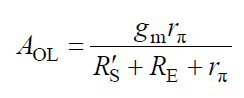 A_OL = g_m r_π / (R′_S + R_E + r_π)